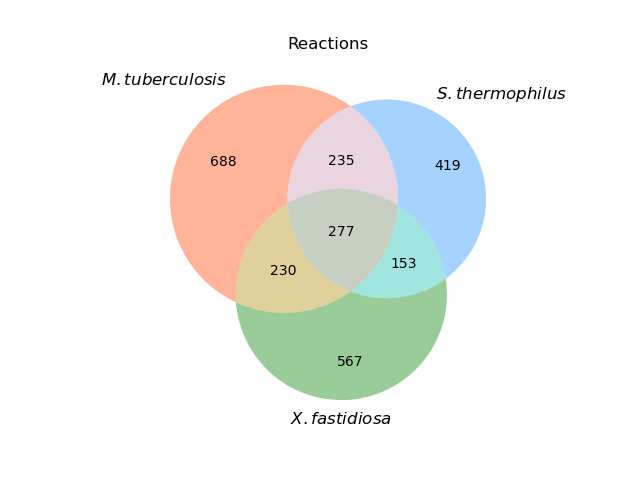 Reactions
M.tuberculosis
S.thermophilus
688
235
419
277
230
153
567
X.fastidiosa